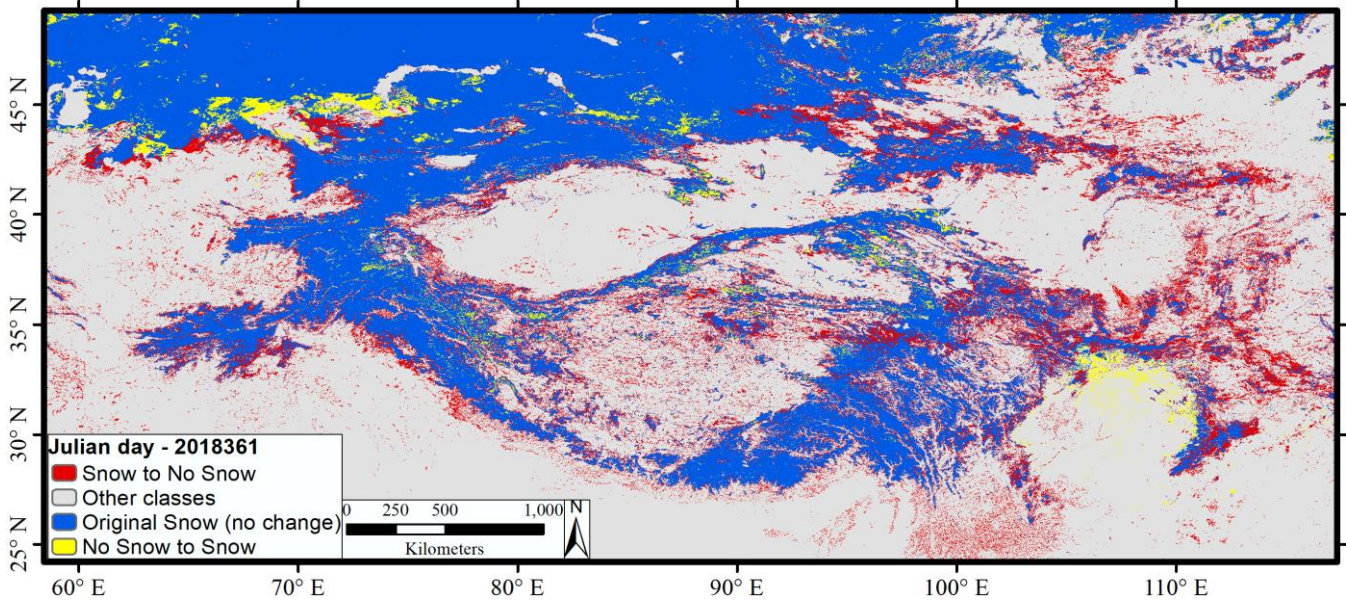 45° N
40° N
35° N
30° N
25° N
Julian day - 2018361
Snow to No Snow
Other classes
Original Snow (no change)
No Snow to Snow
0 250 500 1,000
Kilometers
N
60° E 70° E 80° E 90° E 100° E 110° E